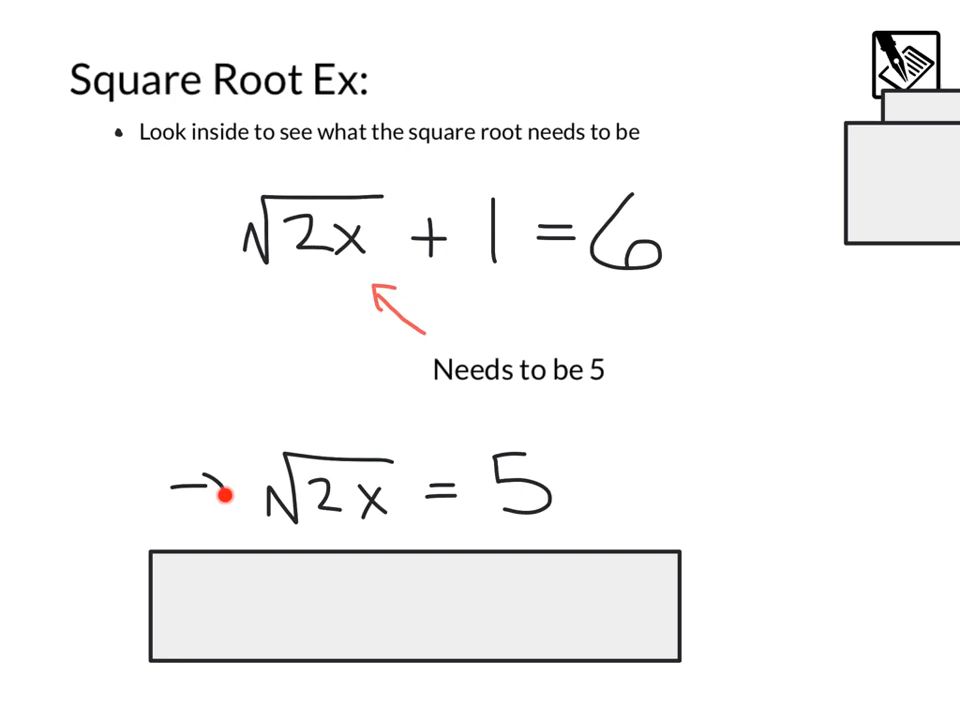 Square Root Ex:
• Look inside to see what the square root needs to be
√2x + 1 = 6
Needs to be 5
→ √2x = 5